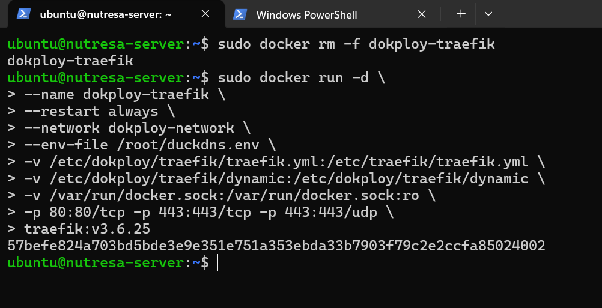 ubuntu@nutresa-server: ~
Windows PowerShell
ubuntu@nutresa-server:~$ sudo docker rm -f dokploy-traefik
dokploy-traefik
ubuntu@nutresa-server:~$ sudo docker run -d \
> --name dokploy-traefik \
> --restart always \
> --network dokploy-network \
> --env-file /root/duckdns.env \
> -v /etc/dokploy/traefik/traefik.yml:/etc/traefik/traefik.yml \
> -v /etc/dokploy/traefik/dynamic:/etc/dokploy/traefik/dynamic \
> -v /var/run/docker.sock:/var/run/docker.sock:ro \
> -p 80:80/tcp -p 443:443/tcp -p 443:443/udp \
> traefik:v3.6.25
57befe824a703bd5bde3e9e351e751a353ebda33b7903f79c2e2ccfa85024002
ubuntu@nutresa-server:~$